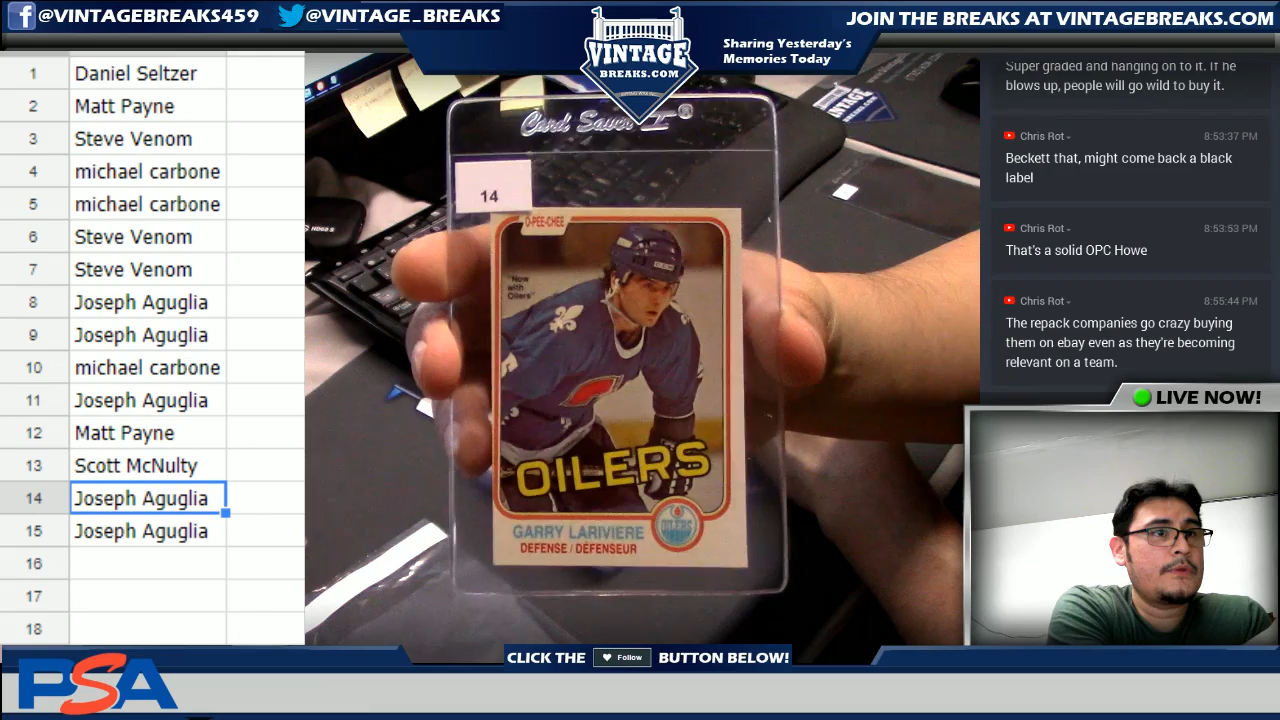 @VINTAGEBREAKS459
@VINTAGE_BREAKS
VINTAGE
BREAKS.COM
Sharing Yesterday's
Memories Today
JOIN THE BREAKS AT VINTAGEBREAKS.COM
1 Daniel Seltzer
2 Matt Payne
3 Steve Venom
4 michael carbone
5 michael carbone
6 Steve Venom
7 Steve Venom
8 Joseph Aguglia
9 Joseph Aguglia
10 michael carbone
11 Joseph Aguglia
12 Matt Payne
13 Scott McNulty
14 Joseph Aguglia
15 Joseph Aguglia
16
17
18
Card Saver I ®
14
O-PEE-CHEE
"Now
with
Oilers"
OILERS
GARRY LARIVIERE
DEFENSE / DÉFENSEUR
OILERS
Super graded and hanging on to it. If he
blows up, people will go wild to buy it.
Chris Rot 8:53:37 PM
Beckett that, might come back a black
label
Chris Rot 8:53:53 PM
That's a solid OPC Howe
Chris Rot 8:55:44 PM
The repack companies go crazy buying
them on ebay even as they're becoming
relevant on a team.
LIVE NOW!
CLICK THE Follow BUTTON BELOW!
PSA